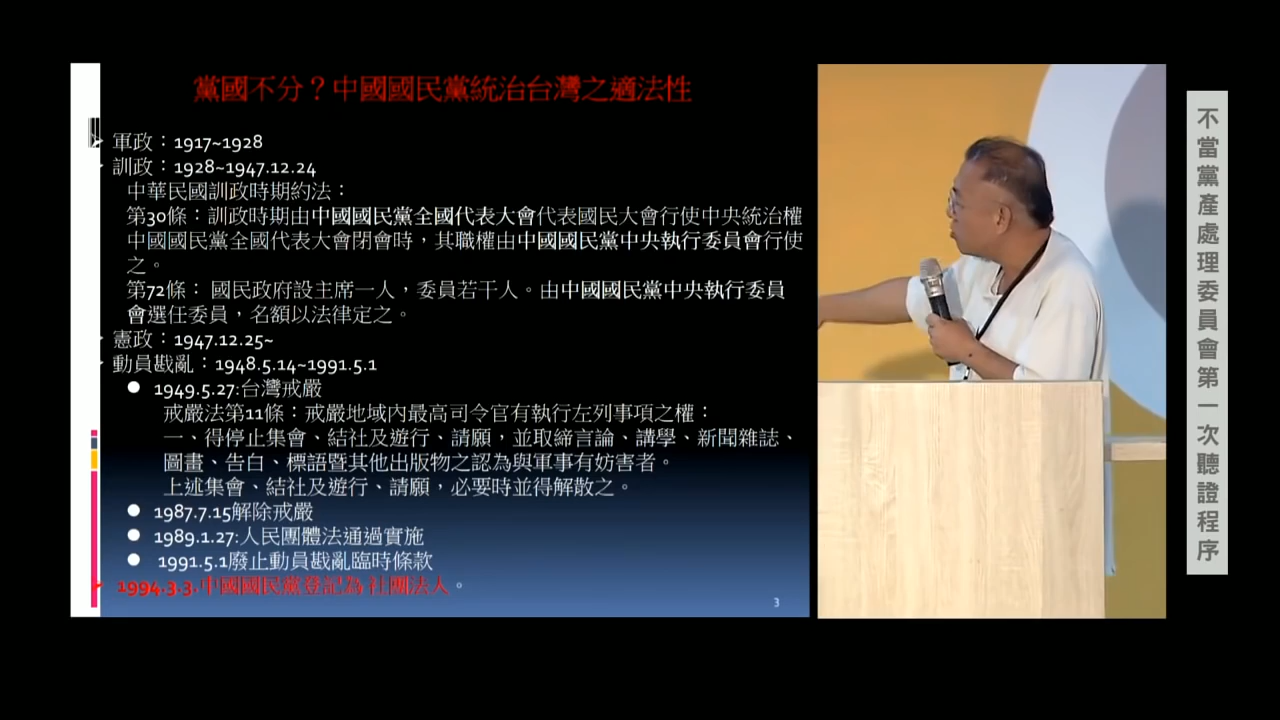 黨國不分？中國國民黨統治台灣之適法性
軍政：1917~1928
訓政：1928~1947.12.24
中華民國訓政時期約法：
第30條：訓政時期由中國國民黨全國代表大會代表國民大會行使中央統治權
中國國民黨全國代表大會閉會時，其職權由中國國民黨中央執行委員會行使
之。
第72條： 國民政府設主席一人，委員若干人。由中國國民黨中央執行委員
會選任委員，名額以法律定之。
憲政：1947.12.25~
動員戡亂：1948.5.14~1991.5.1
● 1949.5.27:台灣戒嚴
戒嚴法第11條：戒嚴地域內最高司令官有執行左列事項之權：
一、得停止集會、結社及遊行、請願，並取締言論、講學、新聞雜誌、
圖畫、告白、標語暨其他出版物之認為與軍事有妨害者。
上述集會、結社及遊行、請願，必要時並得解散之。
● 1987.7.15解除戒嚴
● 1989.1.27:人民團體法通過實施
● 1991.5.1廢止動員戡亂臨時條款
1994.3.3.中國國民黨登記為 社團法人。
3
不當黨產處理委員會第一次聽證程序